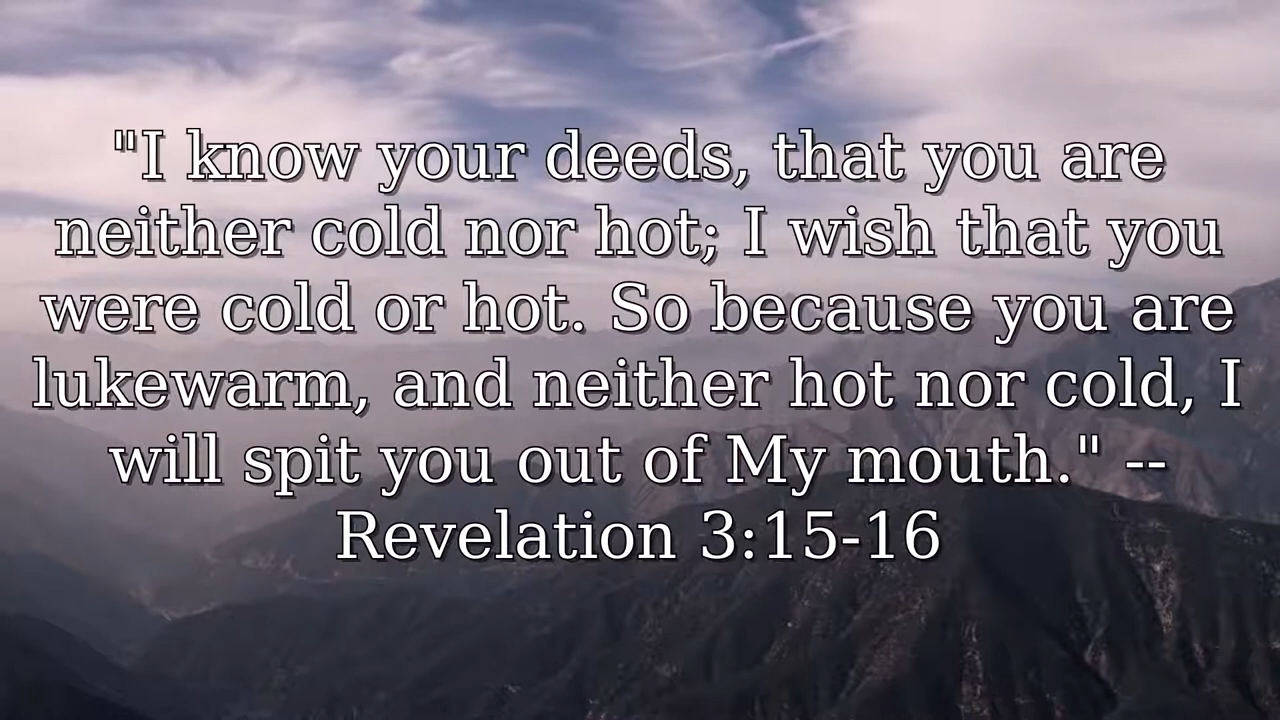 "I know your deeds, that you are
neither cold nor hot; I wish that you
were cold or hot. So because you are
lukewarm, and neither hot nor cold, I
will spit you out of My mouth." --
Revelation 3:15-16